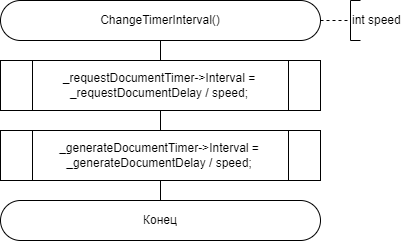 ChangeTimerInterval()
int speed
_requestDocumentTimer->Interval =
_requestDocumentDelay / speed;
_generateDocumentTimer->Interval =
_generateDocumentDelay / speed;
Конец